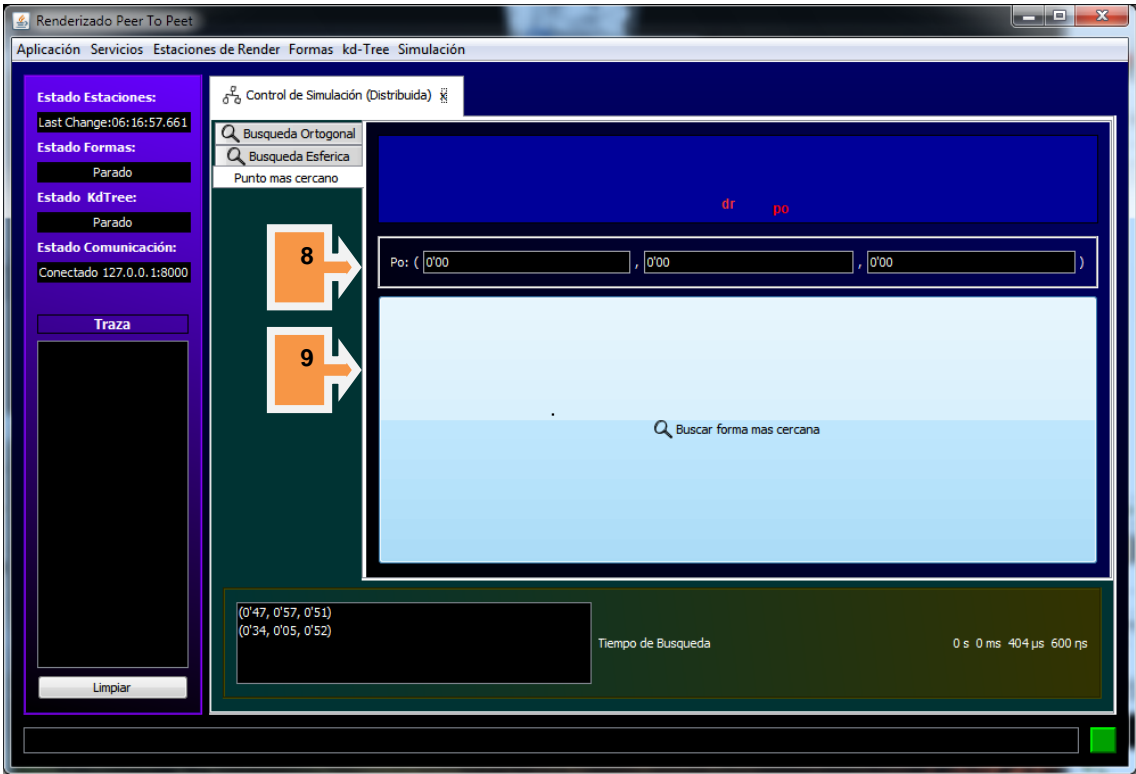 Renderizado Peer To Peet
Aplicación Servicios Estaciones de Render Formas kd-Tree Simulación
Estado Estaciones:
Last Change:06:16:57.661
Estado Formas:
Parado
Estado KdTree:
Parado
Estado Comunicación:
Conectado 127.0.0.1:8000
Traza
Limpiar
Control de Simulación (Distribuida)
Busqueda Ortogonal
Busqueda Esferica
Punto mas cercano
dr
po
8
Po: ( 0'00 , 0'00 , 0'00 )
9
Buscar forma mas cercana
(0'47, 0'57, 0'51)
(0'34, 0'05, 0'52)
Tiempo de Busqueda 0 s 0 ms 404 µs 600 ηs